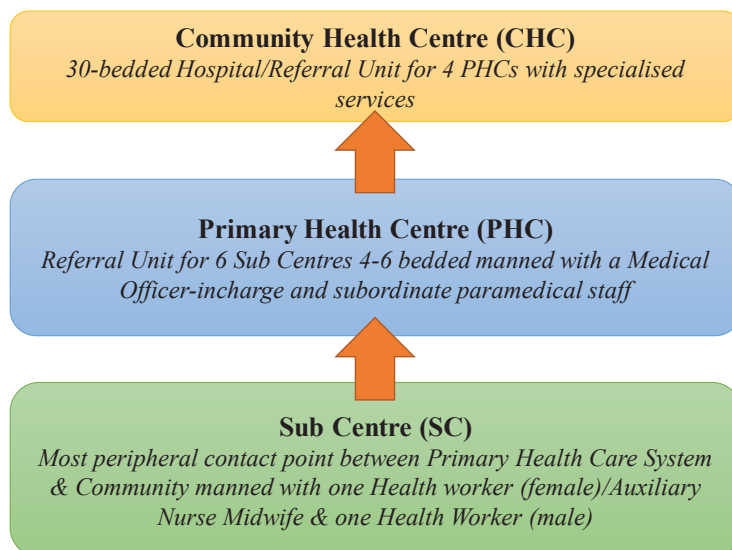 Community Health Centre (CHC)
30-bedded Hospital/Referral Unit for 4 PHCs with specialised
services
Primary Health Centre (PHC)
Referral Unit for 6 Sub Centres 4-6 bedded manned with a Medical
Officer-incharge and subordinate paramedical staff
Sub Centre (SC)
Most peripheral contact point between Primary Health Care System
& Community manned with one Health worker (female)/Auxiliary
Nurse Midwife & one Health Worker (male)